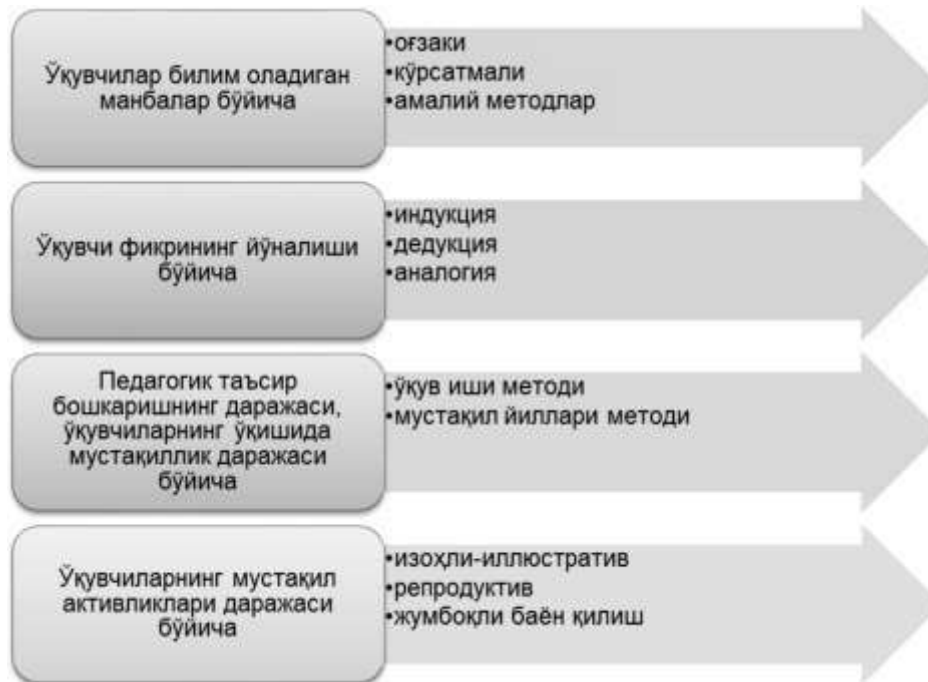 Ўқувчилар билим оладиган
манбалар бўйича
•оғзаки
•кўрсатмали
•амалий методлар
Ўқувчи фикрининг йўналиши
бўйича
•индукция
•дедукция
•аналогия
Педагогик таъсир
бошкаришнинг даражаси,
ўқувчиларнинг ўқишида
мустақиллик даражаси
бўйича
•ўқув иши методи
•мустақил йиллари методи
Ўқувчиларнинг мустақил
активликлари даражаси
бўйича
•изоҳли-иллюстратив
•репродуктив
•жумбоқли баён қилиш